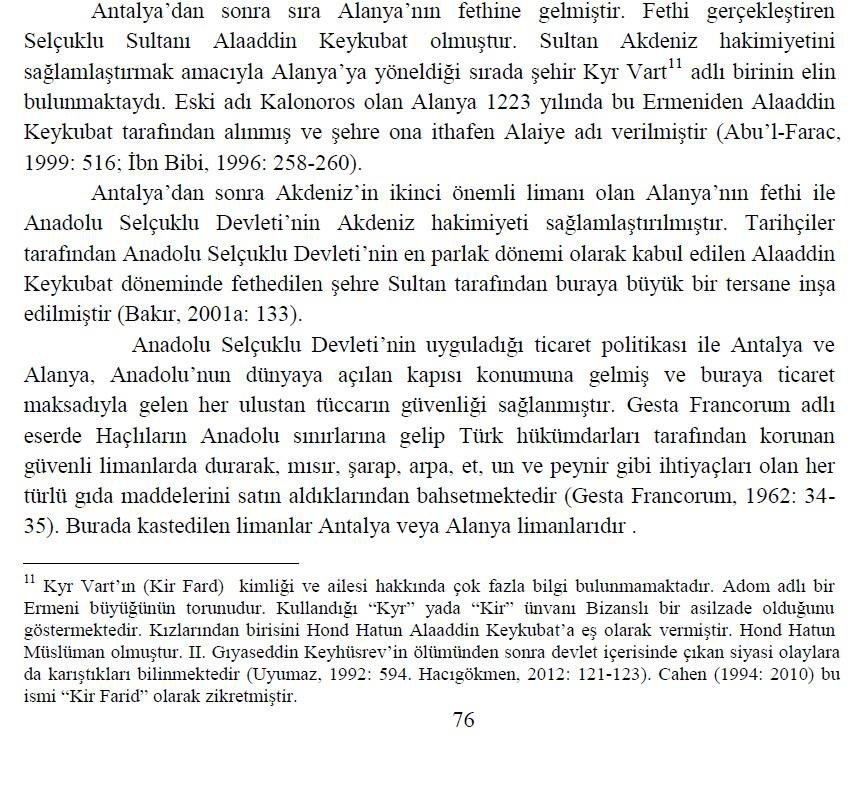 Antalya’dan sonra sıra Alanya’nın fethine gelmiştir. Fethi gerçekleştiren
Selçuklu Sultanı Alaaddin Keykubat olmuştur. Sultan Akdeniz hakimiyetini
sağlamlaştırmak amacıyla Alanya’ya yöneldiği sırada şehir Kyr Vart11 adlı birinin elin
bulunmaktaydı. Eski adı Kalonoros olan Alanya 1223 yılında bu Ermeniden Alaaddin
Keykubat tarafından alınmış ve şehre ona ithafen Alaiye adı verilmiştir (Abu’l-Farac,
1999: 516; İbn Bibi, 1996: 258-260).
Antalya’dan sonra Akdeniz’in ikinci önemli limanı olan Alanya’nın fethi ile
Anadolu Selçuklu Devleti’nin Akdeniz hakimiyeti sağlamlaştırılmıştır. Tarihçiler
tarafından Anadolu Selçuklu Devleti’nin en parlak dönemi olarak kabul edilen Alaaddin
Keykubat döneminde fethedilen şehre Sultan tarafından buraya büyük bir tersane inşa
edilmiştir (Bakır, 2001a: 133).
Anadolu Selçuklu Devleti’nin uyguladığı ticaret politikası ile Antalya ve
Alanya, Anadolu’nun dünyaya açılan kapısı konumuna gelmiş ve buraya ticaret
maksadıyla gelen her ulustan tüccarın güvenliği sağlanmıştır. Gesta Francorum adlı
eserde Haçlıların Anadolu sınırlarına gelip Türk hükümdarları tarafından korunan
güvenli limanlarda durarak, mısır, şarap, arpa, et, un ve peynir gibi ihtiyaçları olan her
türlü gıda maddelerini satın aldıklarından bahsetmektedir (Gesta Francorum, 1962: 34-
35). Burada kastedilen limanlar Antalya veya Alanya limanlarıdır .
11 Kyr Vart’ın (Kir Fard) kimliği ve ailesi hakkında çok fazla bilgi bulunmamaktadır. Adom adlı bir
Ermeni büyüğünün torunudur. Kullandığı “Kyr” yada “Kir” ünvanı Bizanslı bir asilzade olduğunu
göstermektedir. Kızlarından birisini Hond Hatun Alaaddin Keykubat’a eş olarak vermiştir. Hond Hatun
Müslüman olmuştur. II. Gıyaseddin Keyhüsrev’in ölümünden sonra devlet içerisinde çıkan siyasi olaylara
da karıştıkları bilinmektedir (Uyumaz, 1992: 594. Hacıgökmen, 2012: 121-123). Cahen (1994: 2010) bu
ismi “Kir Farid” olarak zikretmiştir.
76